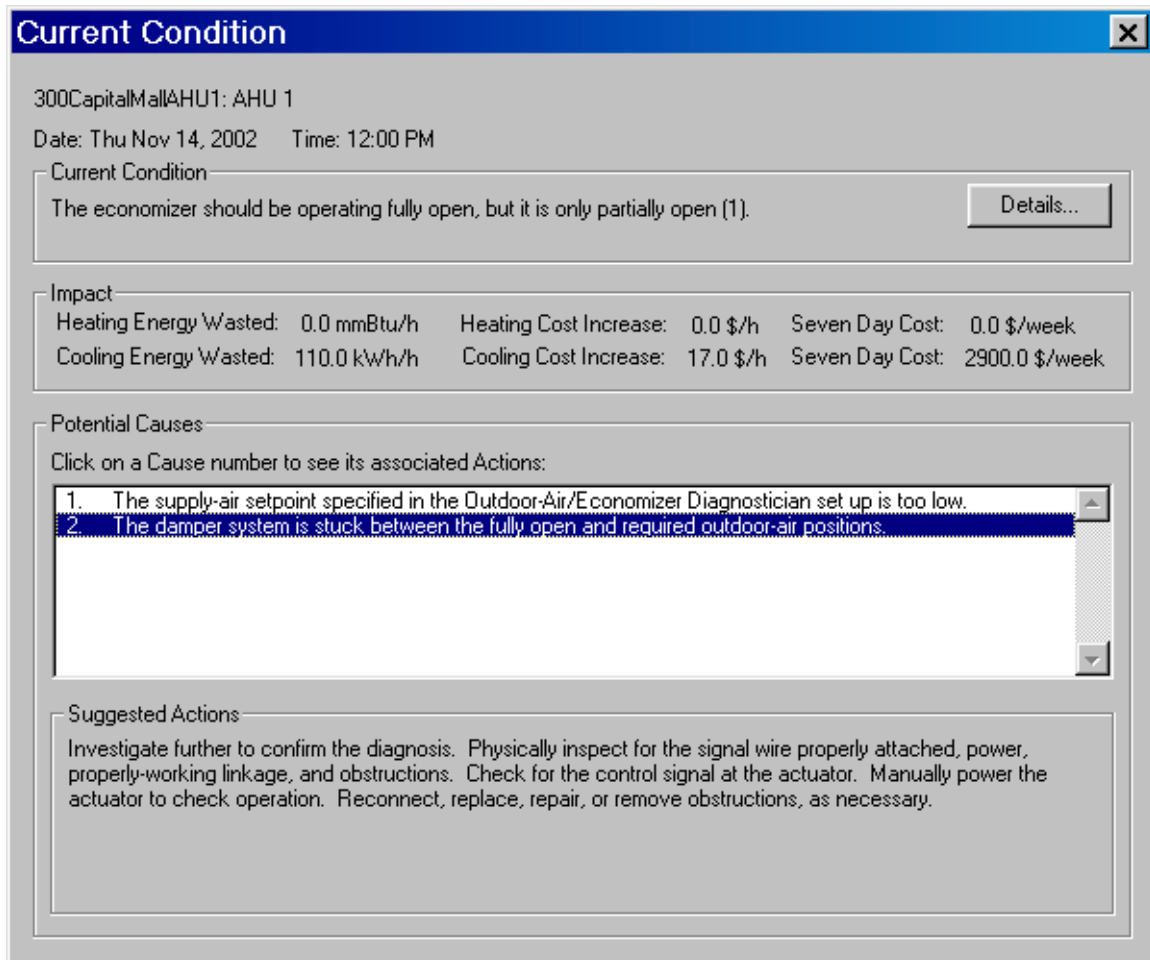 Current Condition
300CapitalMallAHU1: AHU 1
Date: Thu Nov 14, 2002 Time: 12:00 PM
Current Condition
The economizer should be operating fully open, but it is only partially open (1).
Details...
Impact
Heating Energy Wasted: 0.0 mmBtu/h Heating Cost Increase: 0.0 $/h Seven Day Cost: 0.0 $/week
Cooling Energy Wasted: 110.0 kWh/h Cooling Cost Increase: 17.0 $/h Seven Day Cost: 2900.0 $/week
Potential Causes
Click on a Cause number to see its associated Actions:
1. The supply-air setpoint specified in the Outdoor-Air/Economizer Diagnostician set up is too low.
2. The damper system is stuck between the fully open and required outdoor-air positions.
Suggested Actions
Investigate further to confirm the diagnosis. Physically inspect for the signal wire properly attached, power,
properly-working linkage, and obstructions. Check for the control signal at the actuator. Manually power the
actuator to check operation. Reconnect, replace, repair, or remove obstructions, as necessary.